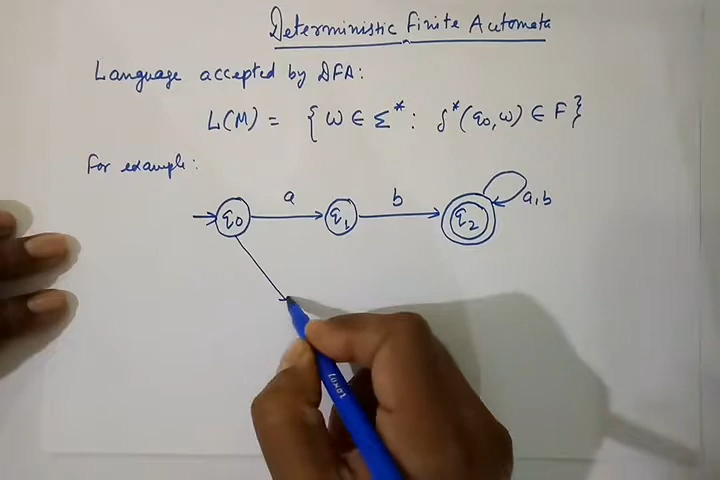 Deterministic Finite Automata
Language accepted by DFA:
L(M) = { w ∈ Σ* : δ*(q0, w) ∈ F }
For example:
a b
q0 q1 q2 a,b